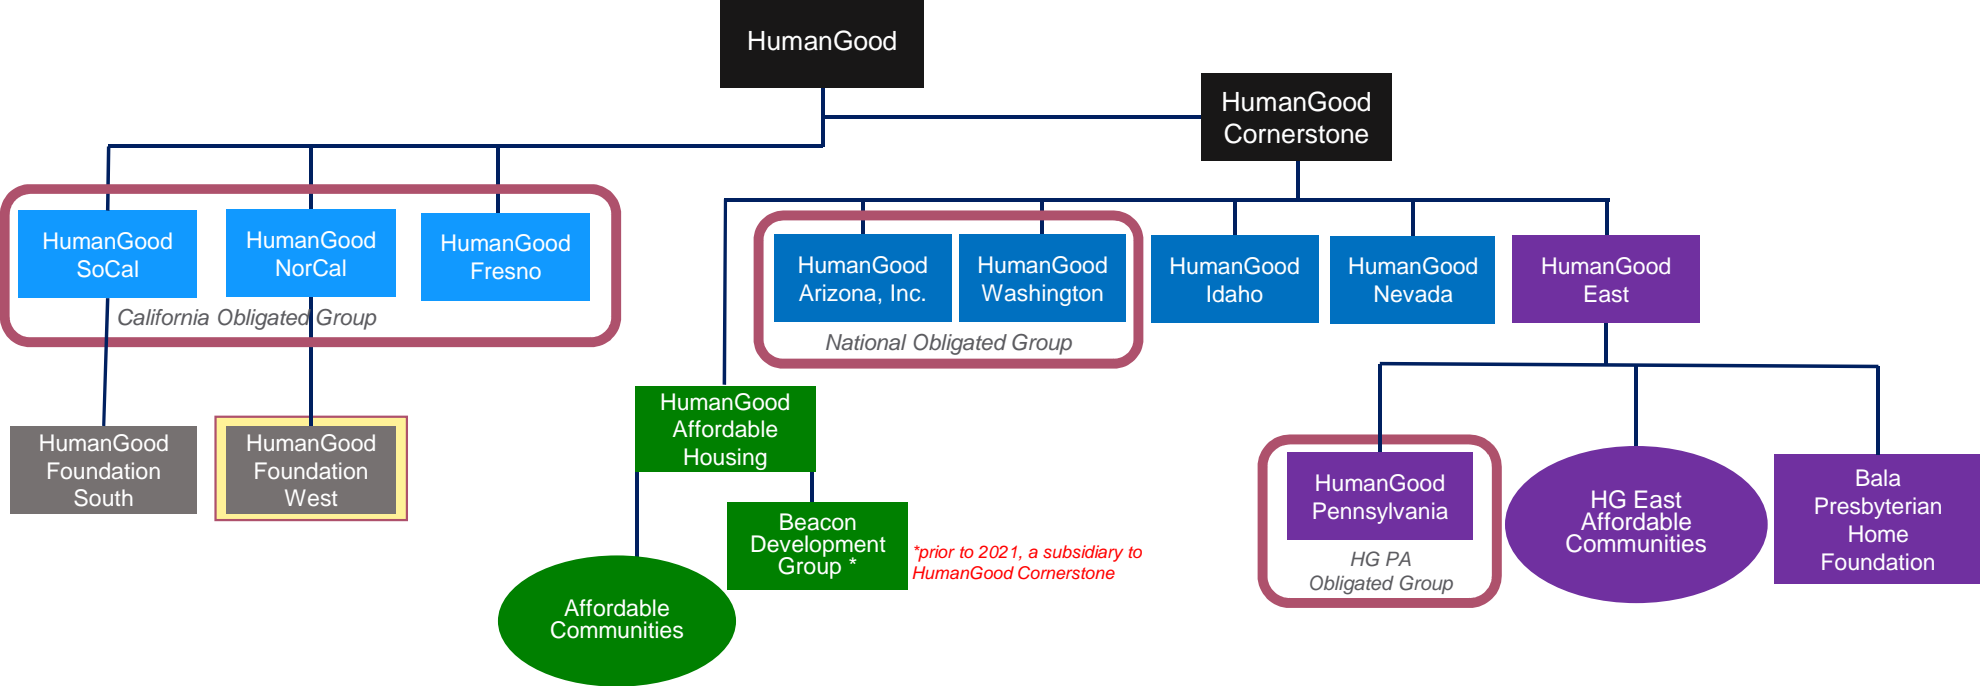 HumanGood
HumanGood
Cornerstone
HumanGood
SoCal
HumanGood
NorCal
HumanGood
Fresno
California Obligated Group
HumanGood
Arizona, Inc.
HumanGood
Washington
National Obligated Group
HumanGood
Idaho
HumanGood
Nevada
HumanGood
East
HumanGood
Foundation
South
HumanGood
Foundation
West
HumanGood
Affordable
Housing
Beacon
Development
Group *
*prior to 2021, a subsidiary to
HumanGood Cornerstone
Affordable
Communities
HumanGood
Pennsylvania
HG PA
Obligated Group
HG East
Affordable
Communities
Bala
Presbyterian
Home
Foundation